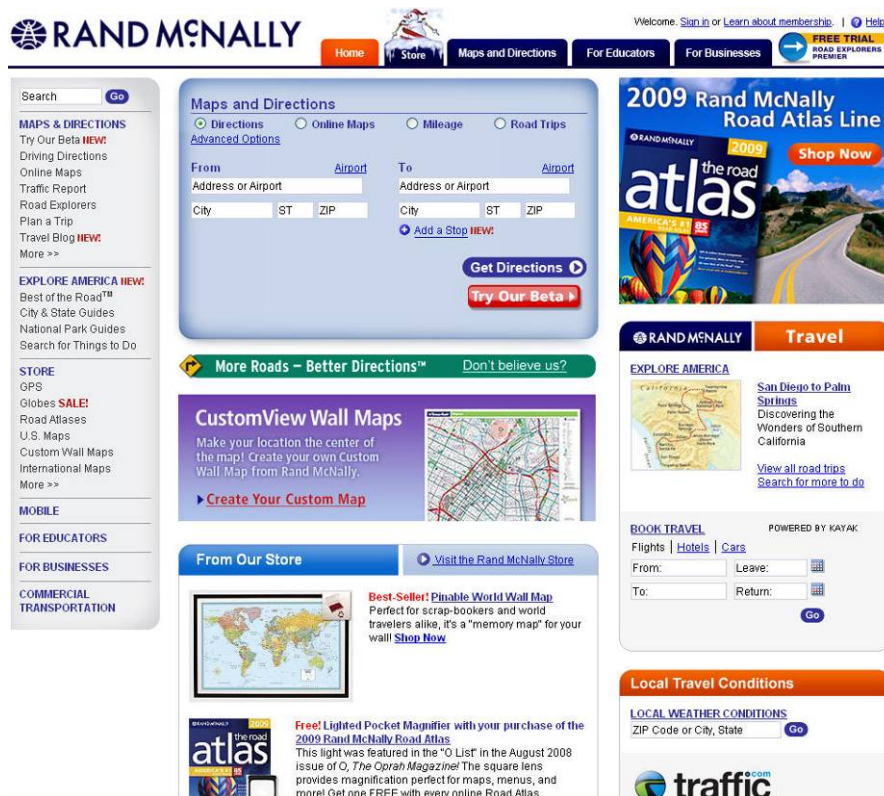 RAND McNALLY
Welcome. Sign in or Learn about membership. | Help
Home
Store
Maps and Directions
For Educators
For Businesses
FREE TRIAL
ROAD EXPLORERS
PREMIER
Search
Go
MAPS & DIRECTIONS
Try Our Beta NEW!
Driving Directions
Online Maps
Traffic Report
Road Explorers
Plan a Trip
Travel Blog NEW!
More >>
EXPLORE AMERICA NEW!
Best of the Road™
City & State Guides
National Park Guides
Search for Things to Do
STORE
GPS
Globes SALE!
Road Atlases
U.S. Maps
Custom Wall Maps
International Maps
More >>
MOBILE
FOR EDUCATORS
FOR BUSINESSES
COMMERCIAL
TRANSPORTATION
Maps and Directions
Directions Online Maps Mileage Road Trips
Advanced Options
From Airport To Airport
Address or Airport Address or Airport
City ST ZIP City ST ZIP
Add a Stop NEW!
Get Directions
Try Our Beta
More Roads – Better Directions™ Don't believe us?
CustomView Wall Maps
Make your location the center of
the map! Create your own Custom
Wall Map from Rand McNally.
Create Your Custom Map
From Our Store
Visit the Rand McNally Store
Best-Seller! Pinable World Wall Map
Perfect for scrap-bookers and world
travelers alike, it's a "memory map" for your
wall! Shop Now
RAND McNALLY 2009
the road
atlas
Free! Lighted Pocket Magnifier with your purchase of the
2009 Rand McNally Road Atlas
This light was featured in the "O List" in the August 2008
issue of O, The Oprah Magazine! The square lens
provides magnification perfect for maps, menus, and
more! Get one FREE with every online Road Atlas
2009 Rand McNally
Road Atlas Line
Shop Now
RAND McNALLY
2009
the road
atlas
AMERICA'S #1
85
RAND McNALLY
Travel
EXPLORE AMERICA
California
San Diego to Palm
Springs
Discovering the
Wonders of Southern
California
View all road trips
Search for more to do
BOOK TRAVEL POWERED BY KAYAK
Flights | Hotels | Cars
From: Leave:
To: Return:
Go
Local Travel Conditions
LOCAL WEATHER CONDITIONS
ZIP Code or City, State
Go
traffic.com